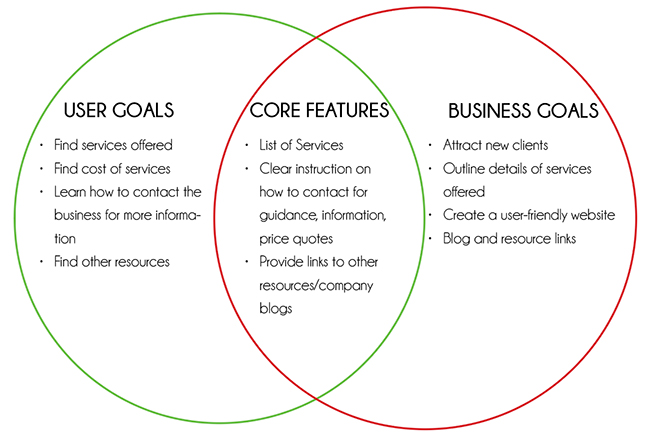 USER GOALS
· Find services offered
· Find cost of services
· Learn how to contact the
business for more informa-
tion
· Find other resources
CORE FEATURES
· List of Services
· Clear instruction on
how to contact for
guidance, information,
price quotes
· Provide links to other
resources/company
blogs
BUSINESS GOALS
· Attract new clients
· Outline details of services
offered
· Create a user-friendly website
· Blog and resource links